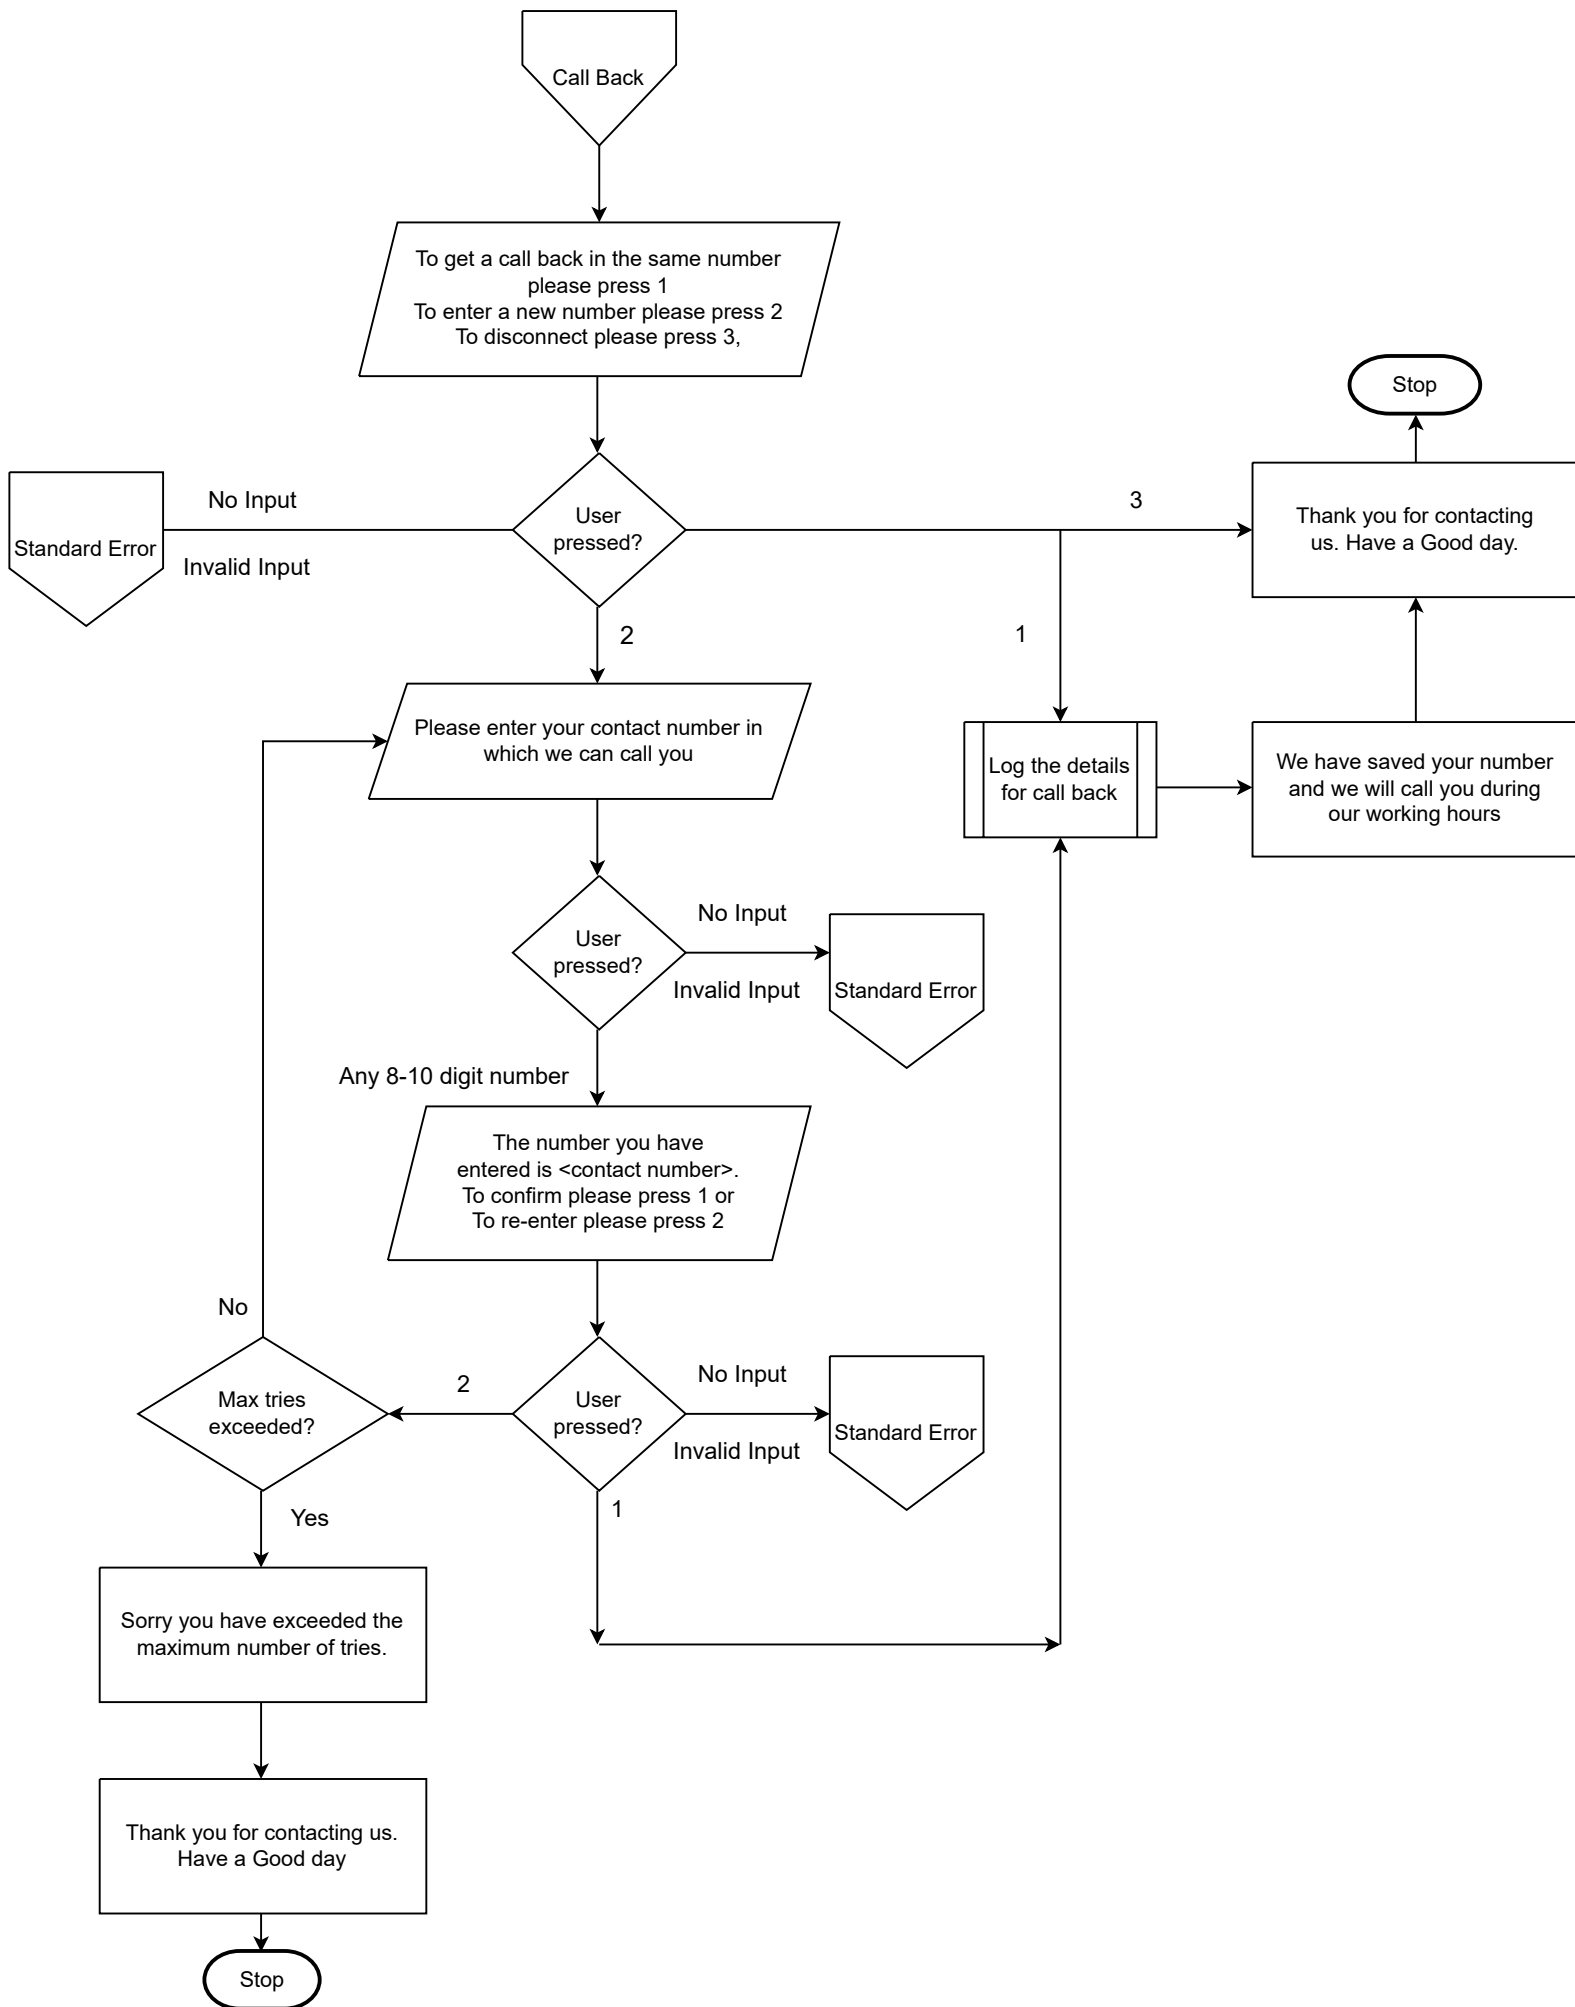 Call Back
To get a call back in the same number
please press 1
To enter a new number please press 2
To disconnect please press 3,
Stop
No Input
Standard Error
Invalid Input
User
pressed?
3
Thank you for contacting
us. Have a Good day.
2
1
Please enter your contact number in
which we can call you
Log the details
for call back
We have saved your number
and we will call you during
our working hours
User
pressed?
No Input
Invalid Input
Standard Error
Any 8-10 digit number
The number you have
entered is <contact number>.
To confirm please press 1 or
To re-enter please press 2
No
Max tries
exceeded?
2
User
pressed?
No Input
Invalid Input
Standard Error
1
Yes
Sorry you have exceeded the
maximum number of tries.
Thank you for contacting us.
Have a Good day
Stop